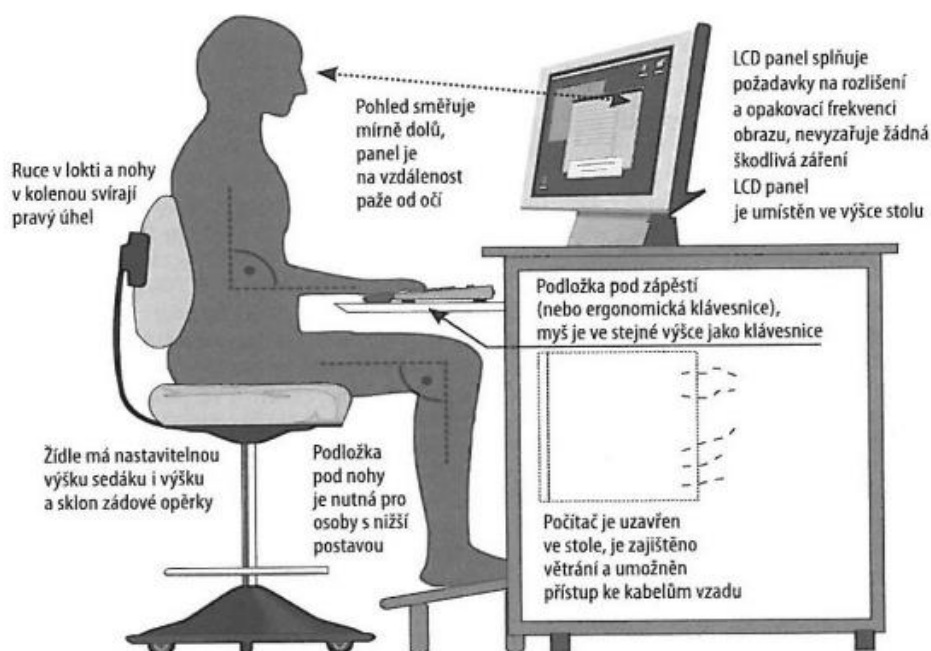 LCD panel splňuje
požadavky na rozlišení
a opakovací frekvenci
obrazu, nevyzařuje žádná
škodlivá záření
LCD panel
je umístěn ve výšce stolu
Pohled směřuje
mírně dolů,
panel je
na vzdálenost
paže od očí
Ruce v lokti a nohy
v kolenou svírají
pravý úhel
Podložka pod zápěstí
(nebo ergonomická klávesnice),
myš je ve stejné výšce jako klávesnice
Žídle má nastavitelnou
výšku sedáku i výšku
a sklon zádové opěrky
Podložka
pod nohy
je nutná pro
osoby s nižší
postavou
Počítač je uzavřen
ve stole, je zajištěno
větrání a umožněn
přístup ke kabelům vzadu